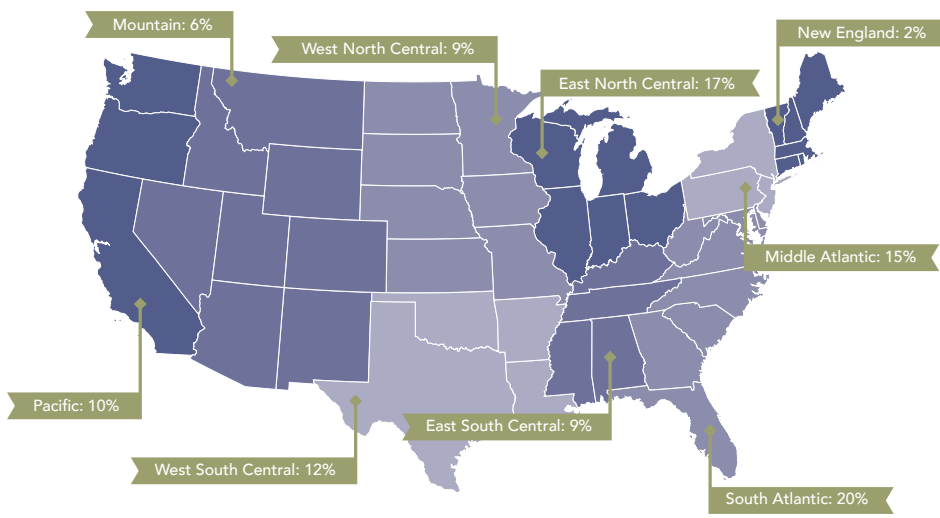 Mountain: 6%
New England: 2%
West North Central: 9%
East North Central: 17%
Middle Atlantic: 15%
Pacific: 10%
East South Central: 9%
West South Central: 12%
South Atlantic: 20%